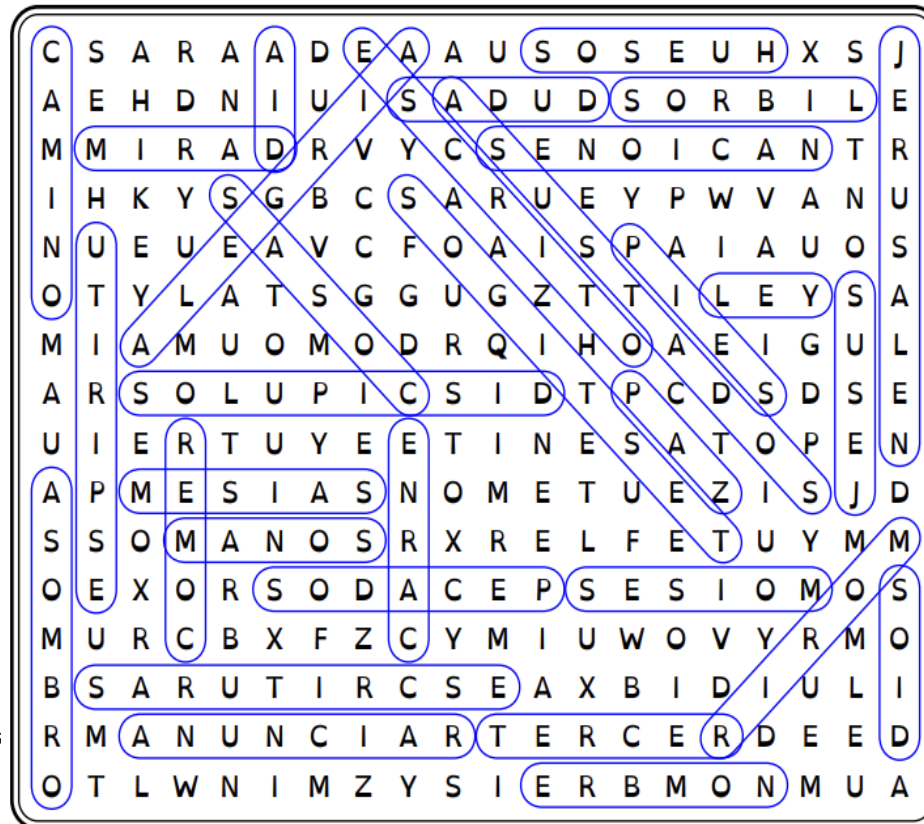 C S A R A A D E A A U S O S E U H X S J
A E H D N I U I S A D U D S O R B I L E
M M I R A D R V Y C S E N O I C A N T R
I H K Y S G B C S A R U E Y P W V A N U
N U E U E A V C F O A I S P A I A U O S
O T Y L A T S G G U G Z T T I L E Y S A
M I A M U O M O D R Q I H O A E I G U L
A R S O L U P I C S I D T P C D S D S E
U I E R T U Y E E T I N E S A T O P E N
A P M E S I A S N O M E T U E Z I S J D
S S O M A N O S R X R E L F E T U Y M M
O E X O R S O D A C E P S E S I O M O S
M U R C B X F Z C Y M I U W O V Y R M O
B S A R U T I R C S E A X B I D I U L I
R M A N U N C I A R T E R C E R D E E D
O T L W N I M Z Y S I E R B M O N M U A